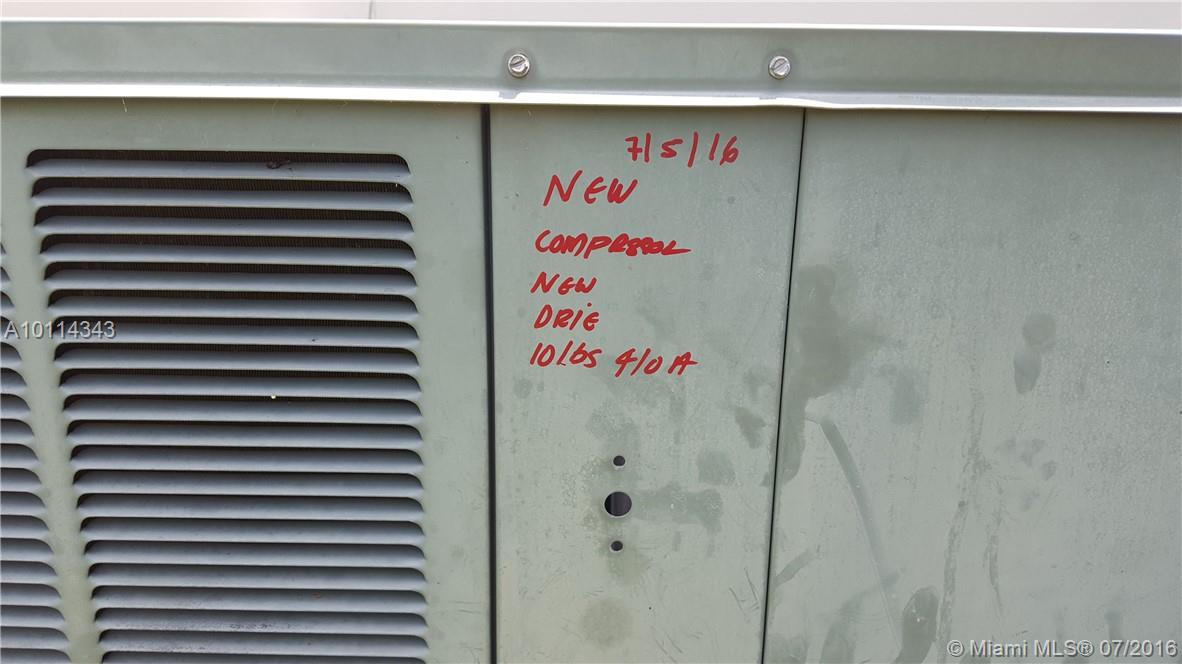 7/5/16
NEW
COMPRESSOR
NEW
DRIE
10lbs 410A
A10114343
© Miami MLS® 07/2016